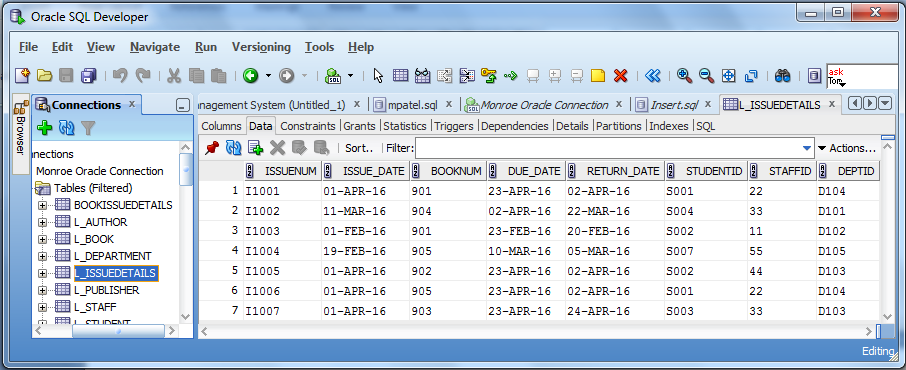 Oracle SQL Developer
File Edit View Navigate Run Versioning Tools Help
SQL ask Tom
Browser
Connections
nagement System (Untitled_1) mpatel.sql Monroe Oracle Connection Insert.sql L_ISSUEDETAILS
Columns Data Constraints Grants Statistics Triggers Dependencies Details Partitions Indexes SQL
Sort.. Filter: Actions...
nnections
Monroe Oracle Connection
Tables (Filtered)
BOOKISSUEDETAILS
L_AUTHOR
L_BOOK
L_DEPARTMENT
L_ISSUEDETAILS
L_PUBLISHER
L_STAFF
L_STUDENT
ISSUENUM ISSUE_DATE BOOKNUM DUE_DATE RETURN_DATE STUDENTID STAFFID DEPTID
1 I1001 01-APR-16 901 23-APR-16 02-APR-16 S001 22 D104
2 I1002 11-MAR-16 904 02-APR-16 22-MAR-16 S004 33 D101
3 I1003 01-FEB-16 901 23-FEB-16 20-FEB-16 S002 11 D102
4 I1004 19-FEB-16 905 10-MAR-16 05-MAR-16 S007 55 D105
5 I1005 01-APR-16 902 23-APR-16 02-APR-16 S002 44 D103
6 I1006 01-APR-16 905 23-APR-16 02-APR-16 S001 22 D104
7 I1007 01-APR-16 903 23-APR-16 24-APR-16 S003 33 D103
Editing